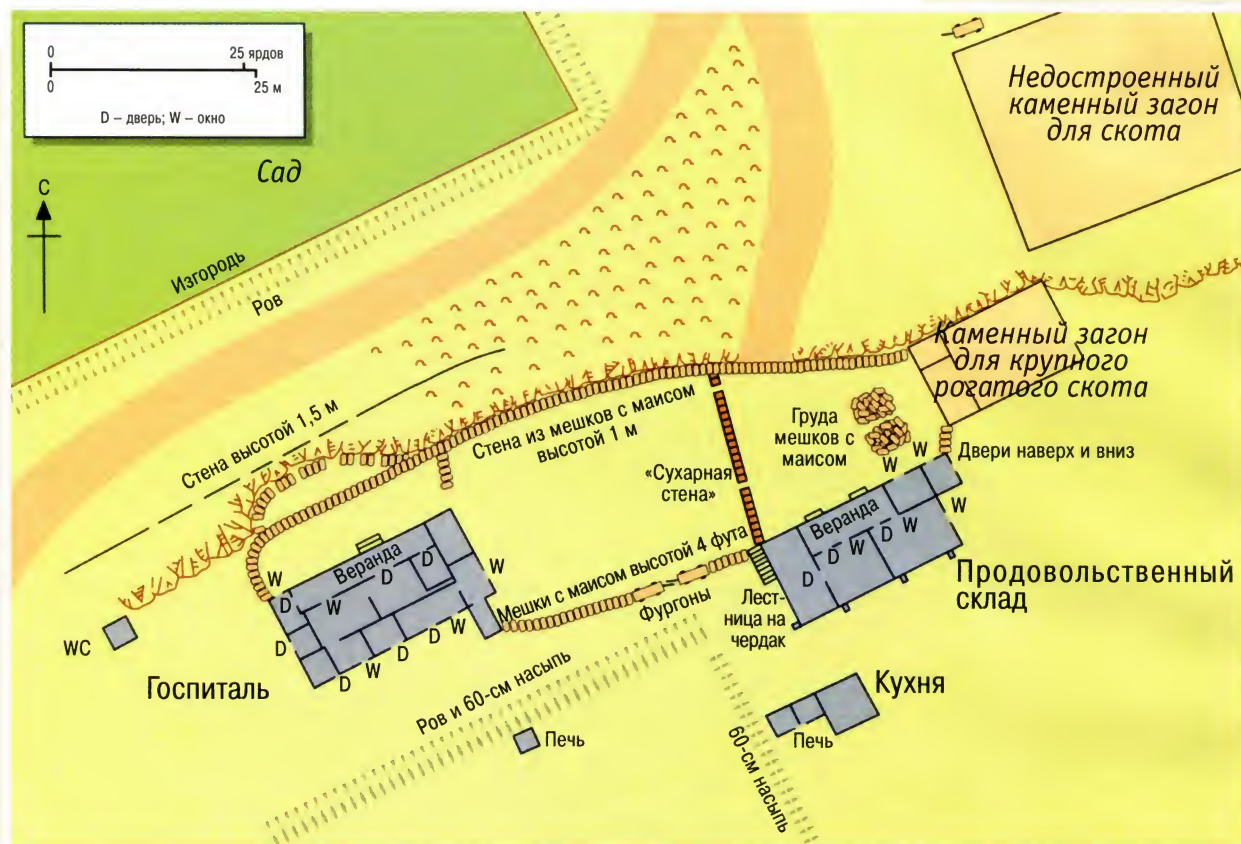 0 25 ярдов
0 25 м
D – дверь; W – окно
С
Сад
Изгородь
Ров
Недостроенный
каменный загон
для скота
Каменный загон
для крупного
рогатого скота
Стена высотой 1,5 м
Стена из мешков с маисом
высотой 1 м
Груда
мешков с
маисом
«Сухарная
стена»
Двери наверх и вниз
W W
W
Веранда
D W D W
D
W
Продовольственный
склад
Лест-
ница на
чердак
Мешки с маисом высотой 4 фута
Фургоны
Веранда
W
D
W
D
D
W
D
D
W
D
D
W
Госпиталь
WC
Ров и 60-см насыпь
Печь
60-см насыпь
Кухня
Печь